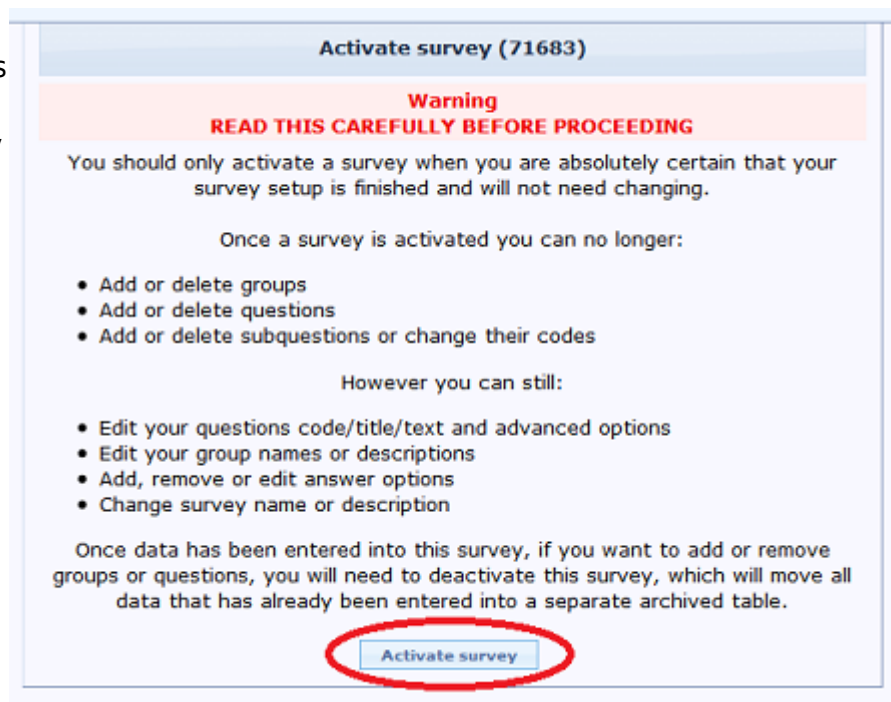 Activate survey (71683)
s
Warning
READ THIS CAREFULLY BEFORE PROCEEDING
You should only activate a survey when you are absolutely certain that your
survey setup is finished and will not need changing.
Once a survey is activated you can no longer:
• Add or delete groups
• Add or delete questions
• Add or delete subquestions or change their codes
However you can still:
• Edit your questions code/title/text and advanced options
• Edit your group names or descriptions
• Add, remove or edit answer options
• Change survey name or description
Once data has been entered into this survey, if you want to add or remove
groups or questions, you will need to deactivate this survey, which will move all
data that has already been entered into a separate archived table.
Activate survey